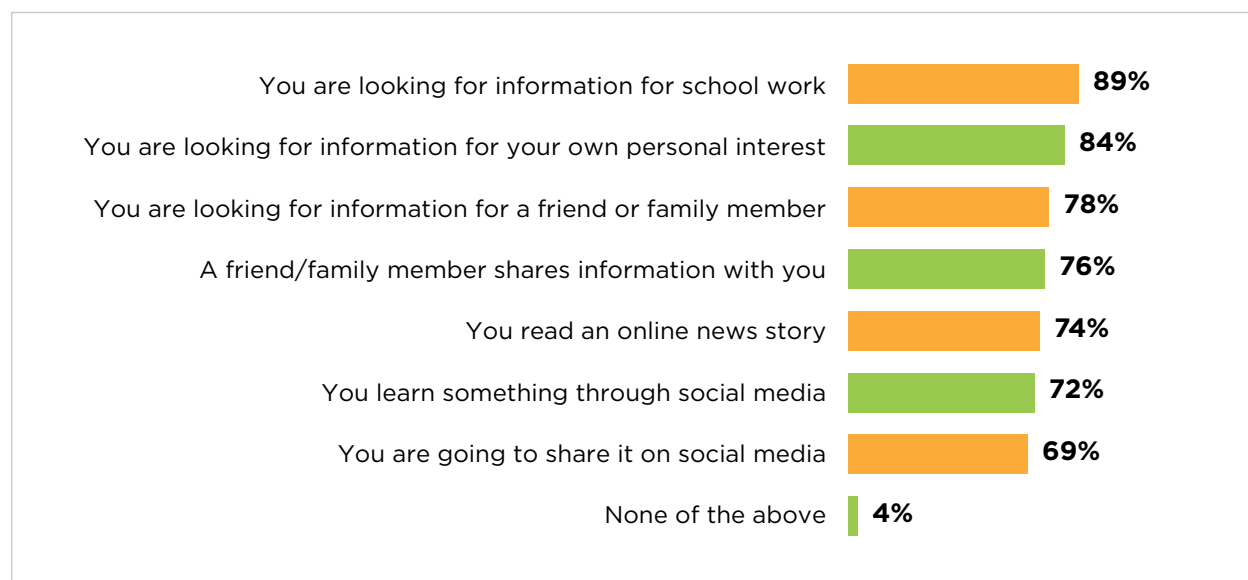 You are looking for information for school work 89%
You are looking for information for your own personal interest 84%
You are looking for information for a friend or family member 78%
A friend/family member shares information with you 76%
You read an online news story 74%
You learn something through social media 72%
You are going to share it on social media 69%
None of the above 4%